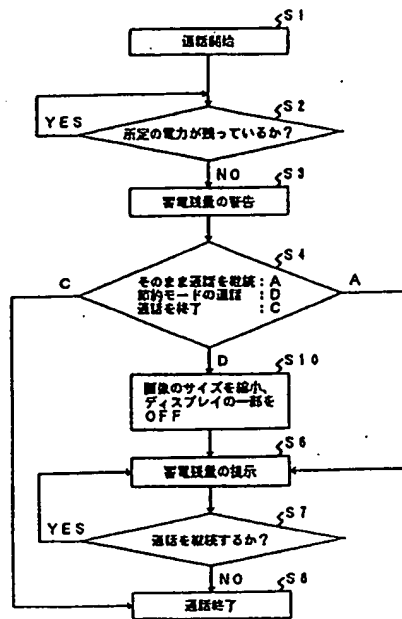 S1
通話開始
S2
YES
所定の電力が残っているか?
NO
S3
蓄電残量の警告
S4
C
A
そのまま通話を継続:A
節約モードの通話:D
通話を終了:C
D
S10
画像のサイズを縮小、
ディスプレイの一部を
OFF
S6
蓄電残量の提示
S7
YES
通話を継続するか?
NO
S8
通話終了